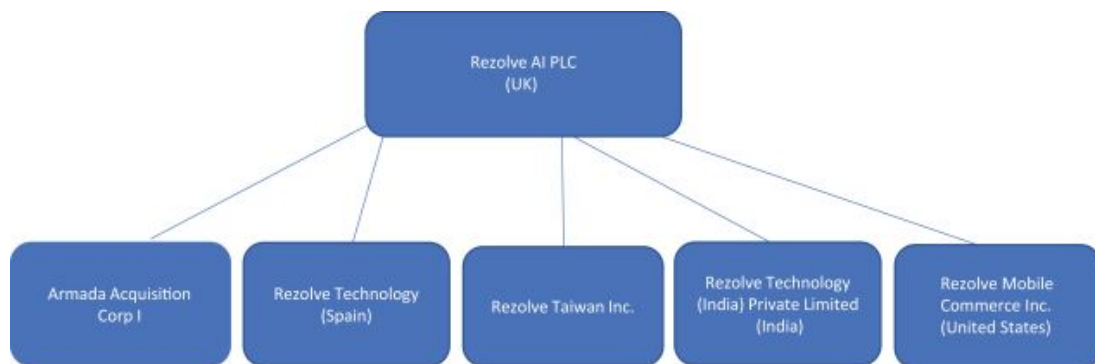 Rezolve AI PLC
(UK)
Armada Acquisition
Corp I
Rezolve Technology
(Spain)
Rezolve Taiwan Inc.
Rezolve Technology
(India) Private Limited
(India)
Rezolve Mobile
Commerce Inc.
(United States)